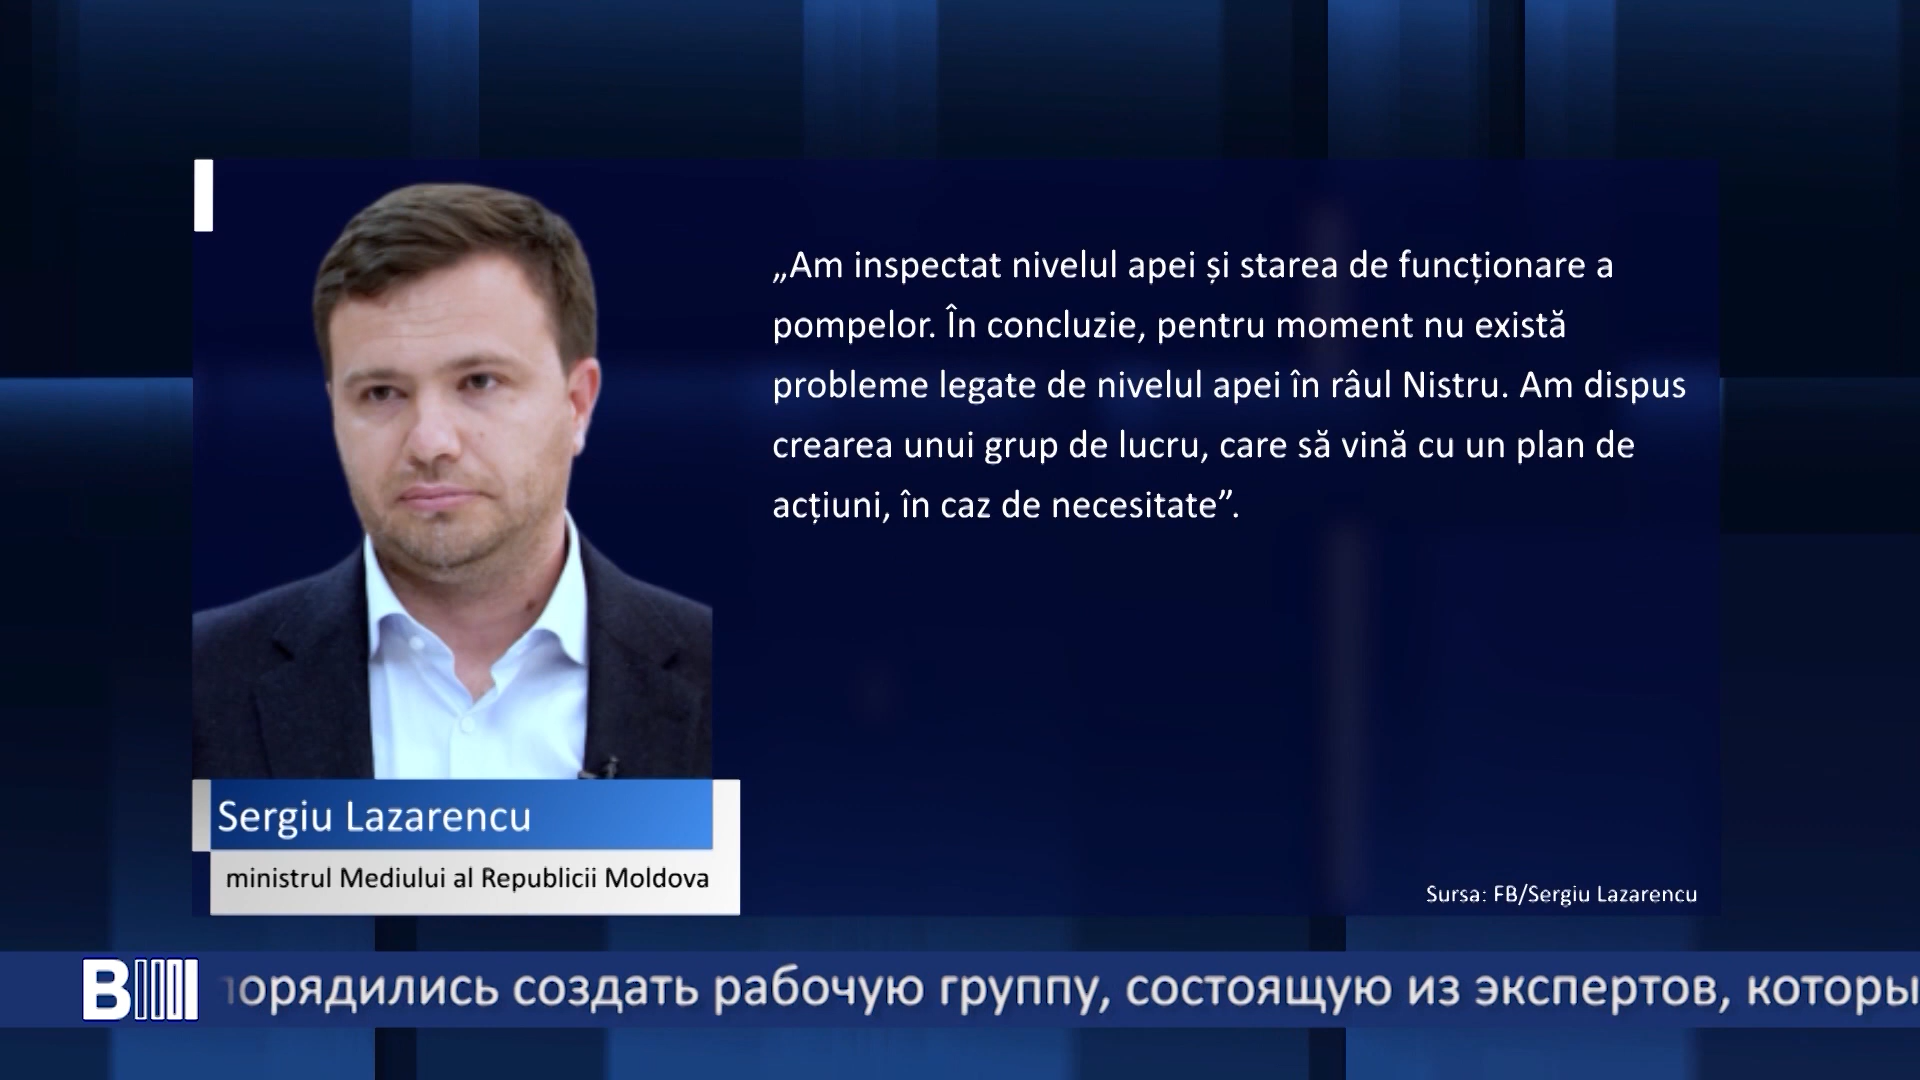 „Am inspectat nivelul apei și starea de funcționare a
pompelor. În concluzie, pentru moment nu există
probleme legate de nivelul apei în râul Nistru. Am dispus
crearea unui grup de lucru, care să vină cu un plan de
acțiuni, în caz de necesitate”.
Sergiu Lazarencu
ministrul Mediului al Republicii Moldova
Sursa: FB/Sergiu Lazarencu
B
порядились создать рабочую группу, состоящую из экспертов, которы